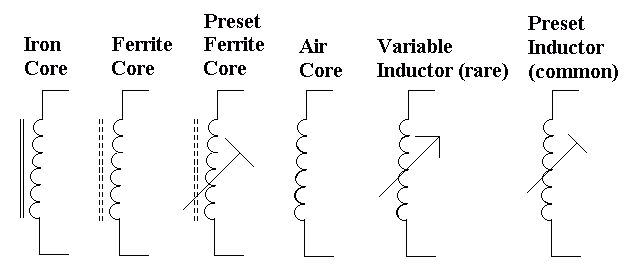 Iron
Core
Ferrite
Core
Preset
Ferrite
Core
Air
Core
Variable
Inductor (rare)
Preset
Inductor
(common)